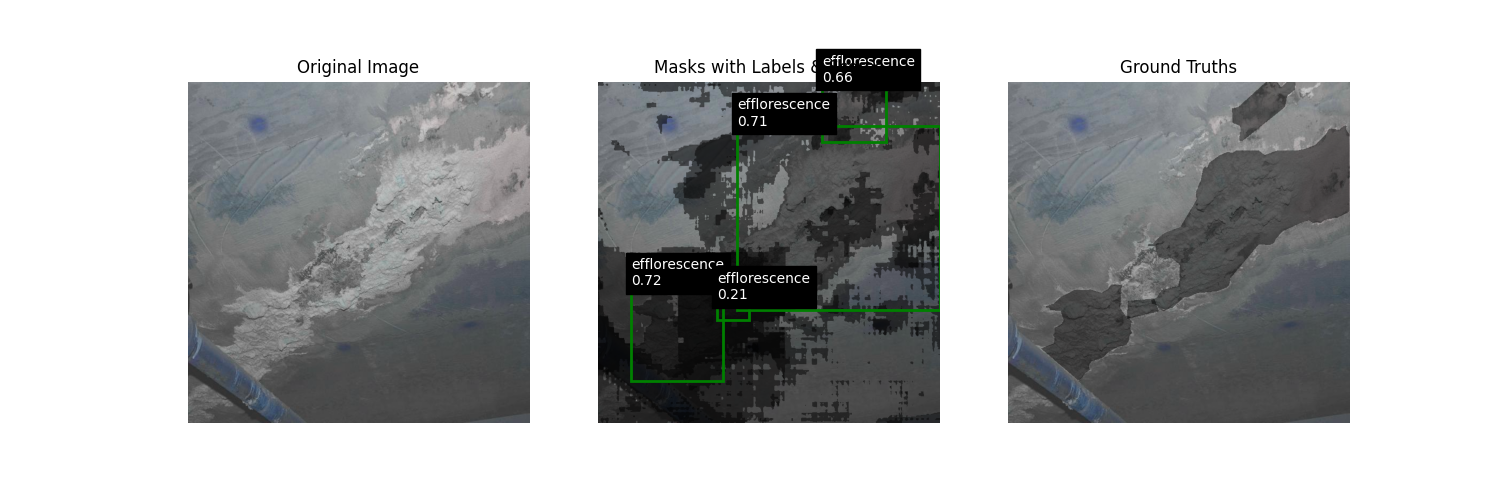 Original Image
Masks with Labels &
Ground Truths
efflorescence
0.66
efflorescence
0.71
efflorescence
0.72
efflorescence
0.21